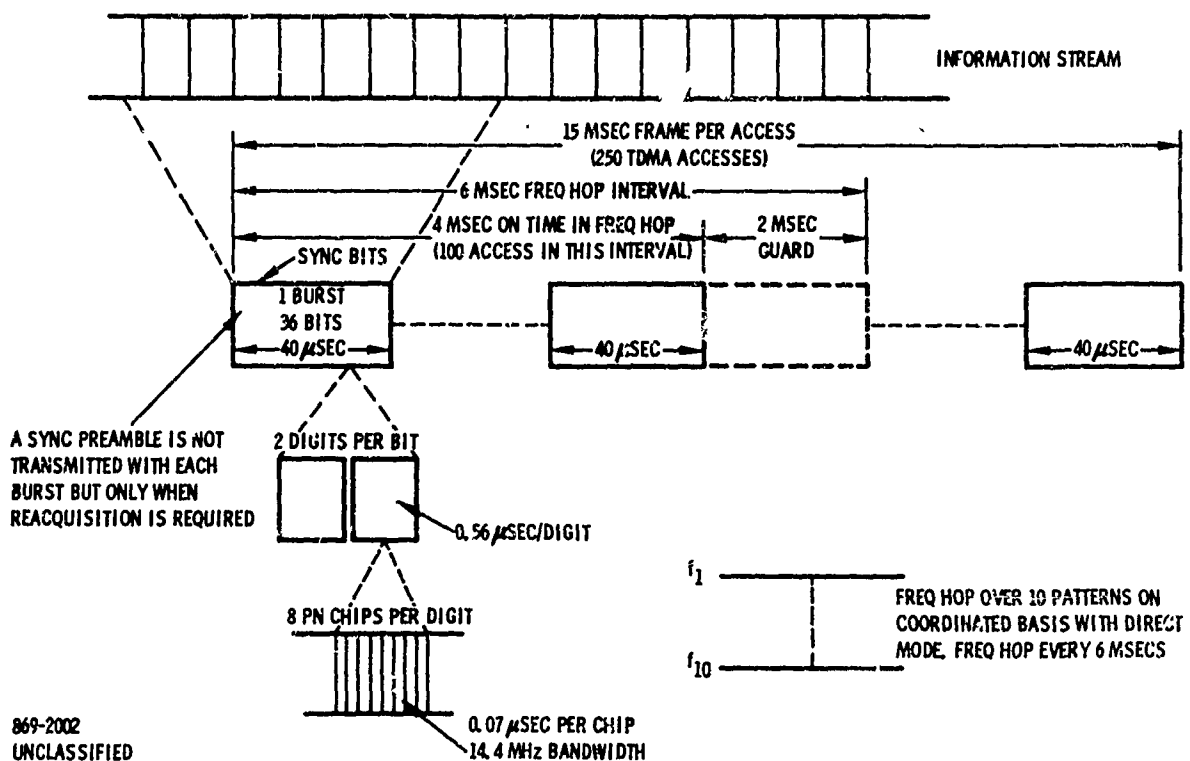 INFORMATION STREAM
15 MSEC FRAME PER ACCESS
(250 TDMA ACCESSES)
6 MSEC FREQ HOP INTERVAL
4 MSEC ON TIME IN FREQ HOP
(100 ACCESS IN THIS INTERVAL)
2 MSEC
GUARD
SYNC BITS
1 BURST
36 BITS
40 μSEC
40 μSEC
40 μSEC
A SYNC PREAMBLE IS NOT
TRANSMITTED WITH EACH
BURST BUT ONLY WHEN
REACQUISITION IS REQUIRED
2 DIGITS PER BIT
0.56 μSEC/DIGIT
8 PN CHIPS PER DIGIT
0.07 μSEC PER CHIP
14.4 MHz BANDWIDTH
f1
f10
FREQ HOP OVER 10 PATTERNS ON
COORDINATED BASIS WITH DIRECT
MODE. FREQ HOP EVERY 6 MSECS
869-2002
UNCLASSIFIED